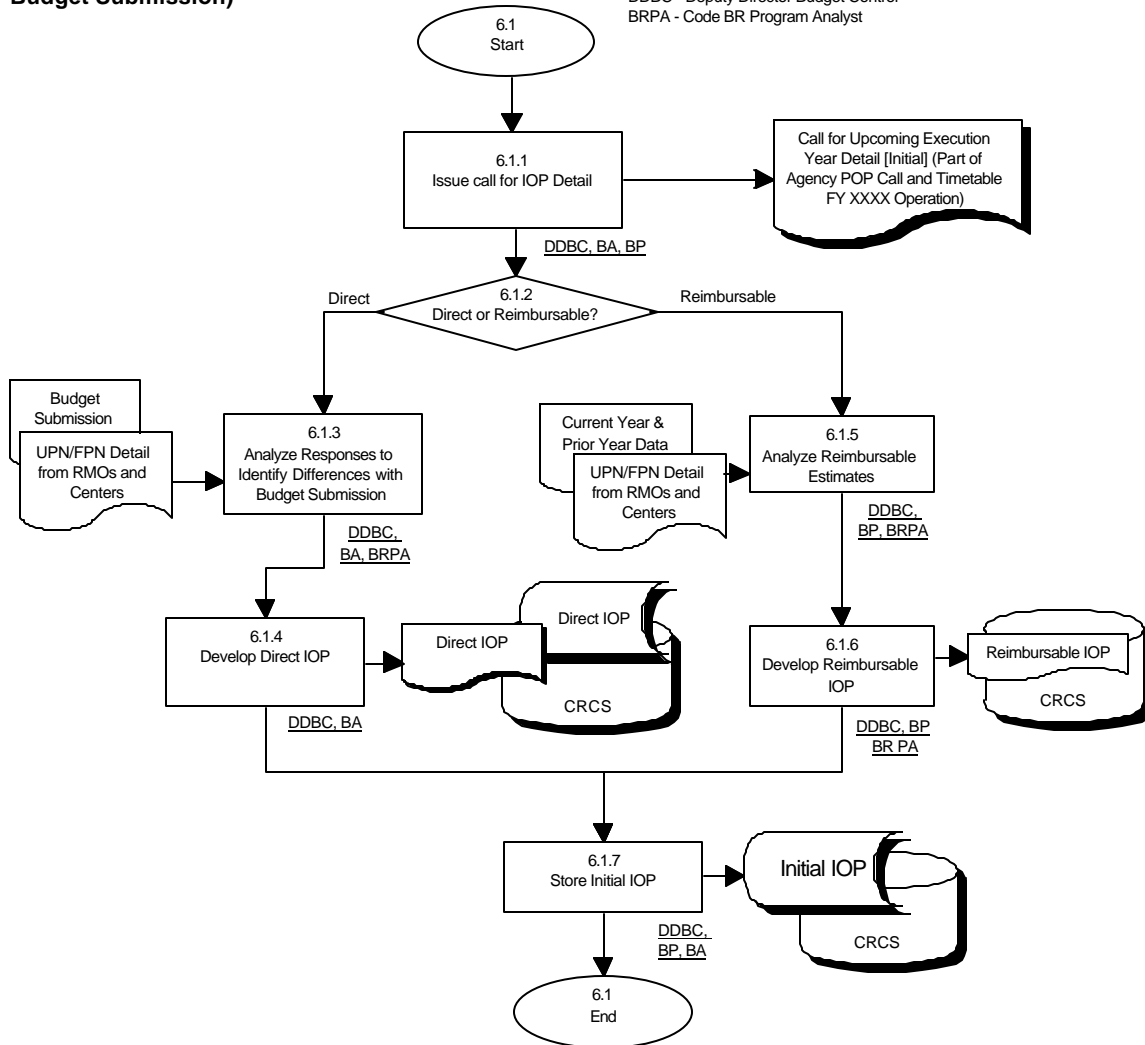 Budget Submission)
BRPA - Code BR Program Analyst
6.1
Start
6.1.1
Issue call for IOP Detail
Call for Upcoming Execution
Year Detail [Initial] (Part of
Agency POP Call and Timetable
FY XXXX Operation)
DDBC, BA, BP
Direct
6.1.2
Direct or Reimbursable?
Reimbursable
Budget
Submission
UPN/FPN Detail
from RMOs and
Centers
6.1.3
Analyze Responses to
Identify Differences with
Budget Submission
Current Year &
Prior Year Data
UPN/FPN Detail
from RMOs and
Centers
6.1.5
Analyze Reimbursable
Estimates
DDBC,
BA, BRPA
DDBC,
BP, BRPA
6.1.4
Develop Direct IOP
Direct IOP
Direct IOP
CRCS
6.1.6
Develop Reimbursable
IOP
Reimbursable IOP
CRCS
DDBC, BA
DDBC, BP
BR PA
6.1.7
Store Initial IOP
Initial IOP
CRCS
DDBC,
BP, BA
6.1
End